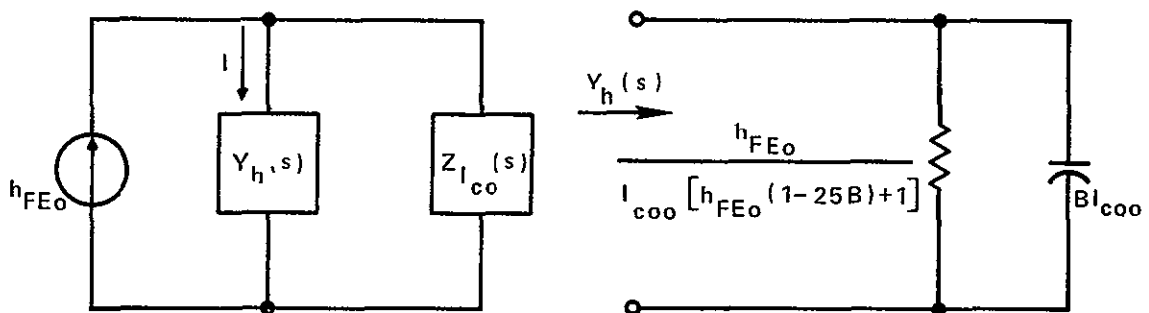 I
h_FEo
Y_h,s)
Z_I_co(s)
Y_h(s)
h_FEo
I_coo [h_FEo(1-25B)+1]
BI_coo